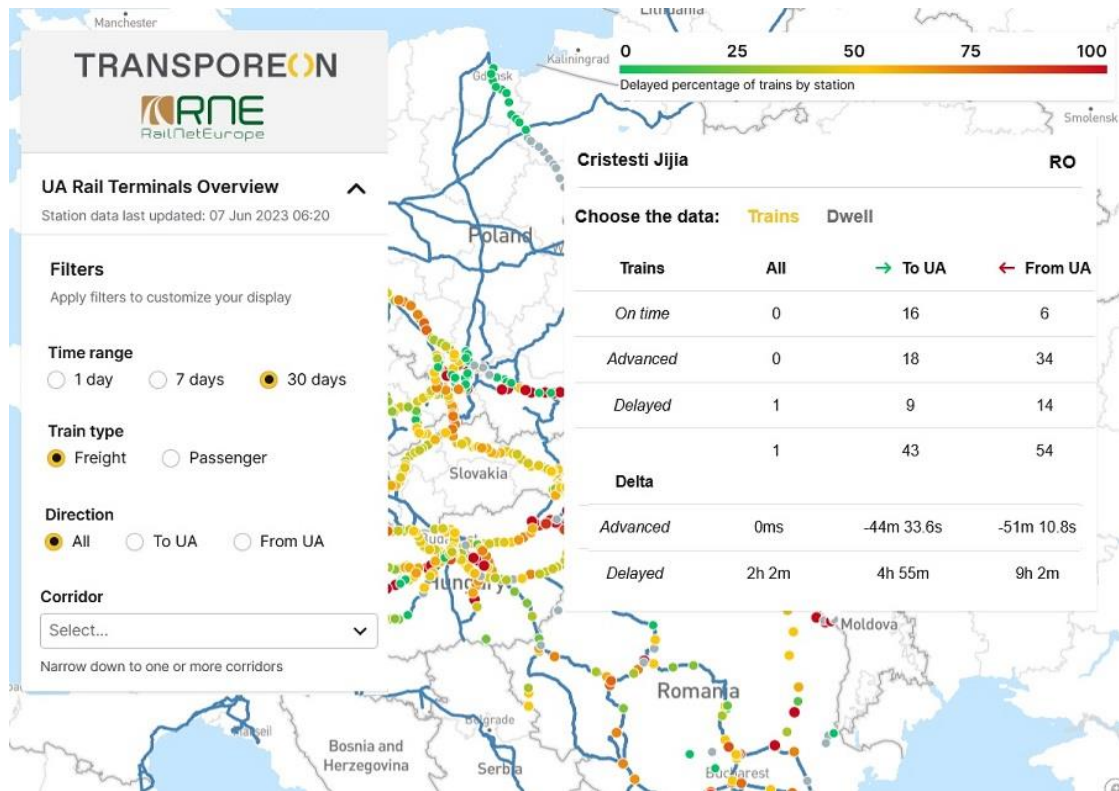 Manchester
Lithuania
Kaliningrad
Gdansk
Smolensk
TRANSPOREON
RNE
RailNetEurope
0 25 50 75 100
Delayed percentage of trains by station
UA Rail Terminals Overview
Station data last updated: 07 Jun 2023 06:20
Filters
Apply filters to customize your display
Time range
1 day 7 days 30 days
Train type
Freight Passenger
Direction
All To UA From UA
Corridor
Select...
Narrow down to one or more corridors
Cristesti Jijia RO
Choose the data: Trains Dwell
Trains All → To UA ← From UA
On time 0 16 6
Advanced 0 18 34
Delayed 1 9 14
1 43 54
Delta
Advanced 0ms -44m 33.6s -51m 10.8s
Delayed 2h 2m 4h 55m 9h 2m
Poland
Slovakia
Budapest
Hungary
Moldova
Romania
Belgrade
Bosnia and
Herzegovina
Serbia
Bucharest